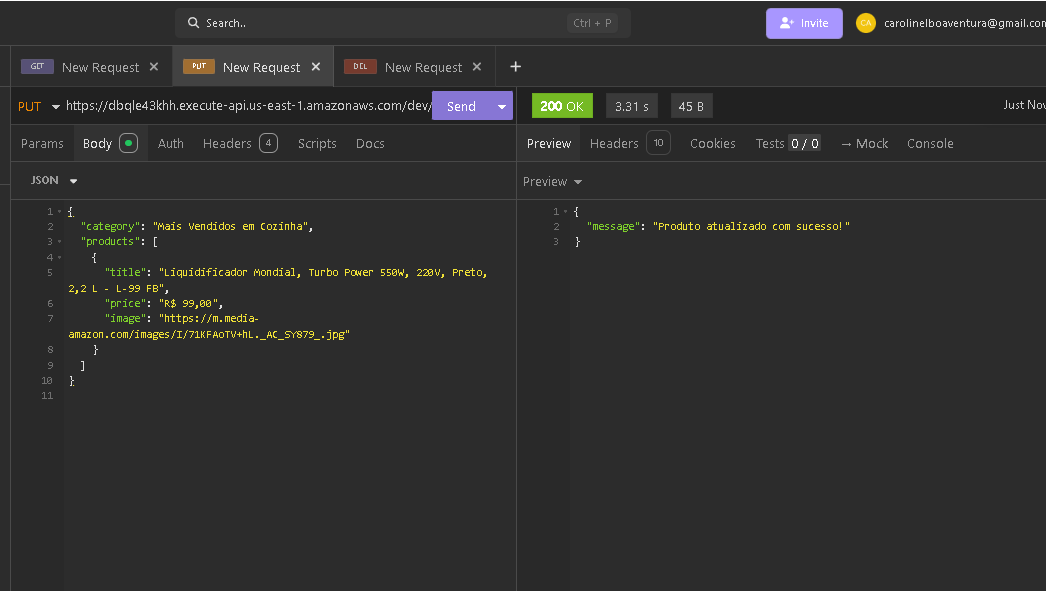 Search..
Ctrl + P
Invite
CA
carolinelboaventura@gmail.com
GET New Request
PUT New Request
DEL New Request
PUT https://dbqle43khh.execute-api.us-east-1.amazonaws.com/dev/ Send
200 OK 3.31 s 45 B Just Now
Params Body Auth Headers 4 Scripts Docs
Preview Headers 10 Cookies Tests 0 / 0 → Mock Console
JSON
Preview
1 {
2 "category": "Mais Vendidos em Cozinha",
3 "products": [
4 {
5 "title": "Liquidificador Mondial, Turbo Power 550W, 220V, Preto,
2,2 L - L-99 FB",
6 "price": "R$ 99,00",
7 "image": "https://m.media-
amazon.com/images/I/71KFAoTV+hL._AC_SY879_.jpg"
8 }
9 ]
10 }
11
1 {
2 "message": "Produto atualizado com sucesso!"
3 }